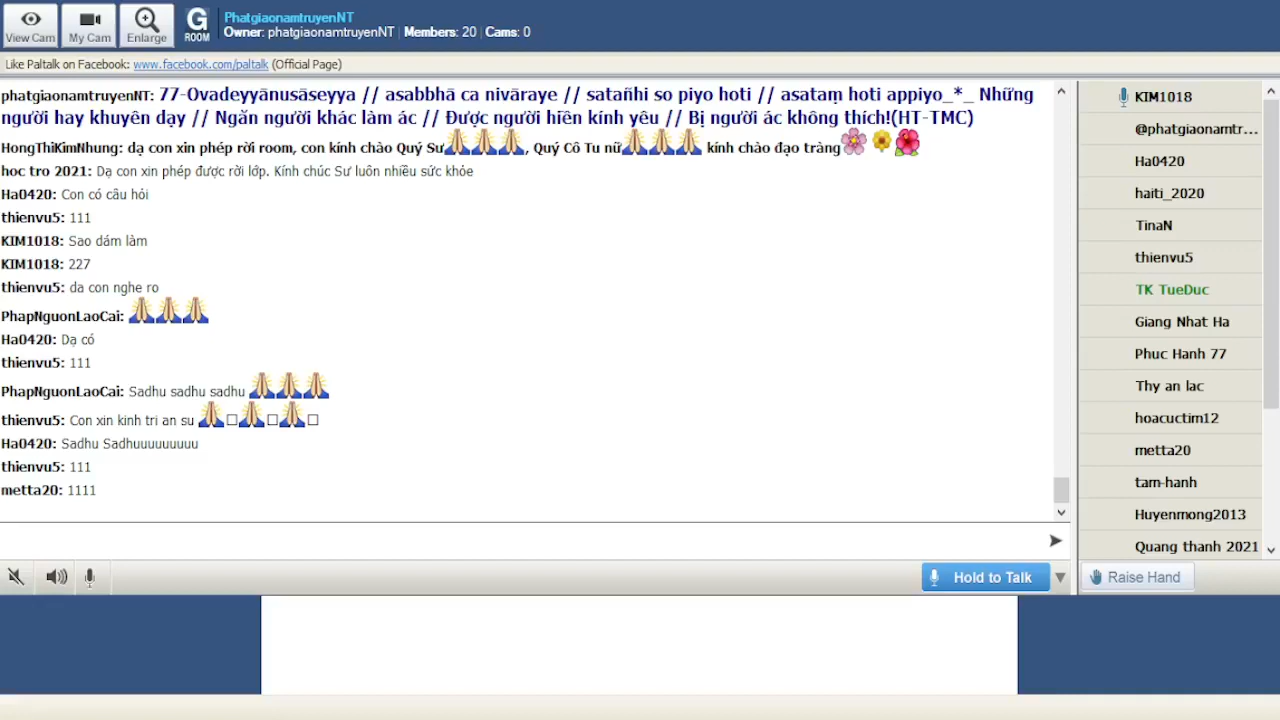 View Cam
My Cam
Enlarge
G
ROOM
PhatgiaonamtruyenNT
Owner: phatgiaonamtruyenNT | Members: 20 | Cams: 0
Like Paltalk on Facebook: www.facebook.com/paltalk (Official Page)
phatgiaonamtruyenNT: 77-Ovadeyyānusāseyya // asabbhā ca nivāraye // satañhi so piyo hoti // asataṃ hoti appiyo_*_ Những
người hay khuyên dạy // Ngăn người khác làm ác // Được người hiền kính yêu // Bị người ác không thích!(HT-TMC)
HongThiKimNhung: dạ con xin phép rời room, con kính chào Quý Sư🙏🙏🙏, Quý Cô Tu nữ🙏🙏🙏 kính chào đạo tràng🌸🌻🌺
hoc tro 2021: Dạ con xin phép được rời lớp. Kính chúc Sư luôn nhiều sức khỏe
Ha0420: Con có câu hỏi
thienvu5: 111
KIM1018: Sao dám làm
KIM1018: 227
thienvu5: da con nghe ro
PhapNguonLaoCai: 🙏🙏🙏
Ha0420: Dạ có
thienvu5: 111
PhapNguonLaoCai: Sadhu sadhu sadhu 🙏🙏🙏
thienvu5: Con xin kinh tri an su 🙏□🙏□🙏□
Ha0420: Sadhu Sadhuuuuuuuuu
thienvu5: 111
metta20: 1111
Hold to Talk
KIM1018
@phatgiaonamtr...
Ha0420
haiti_2020
TinaN
thienvu5
TK TueDuc
Giang Nhat Ha
Phuc Hanh 77
Thy an lac
hoacuctim12
metta20
tam-hanh
Huyenmong2013
Quang thanh 2021
Raise Hand